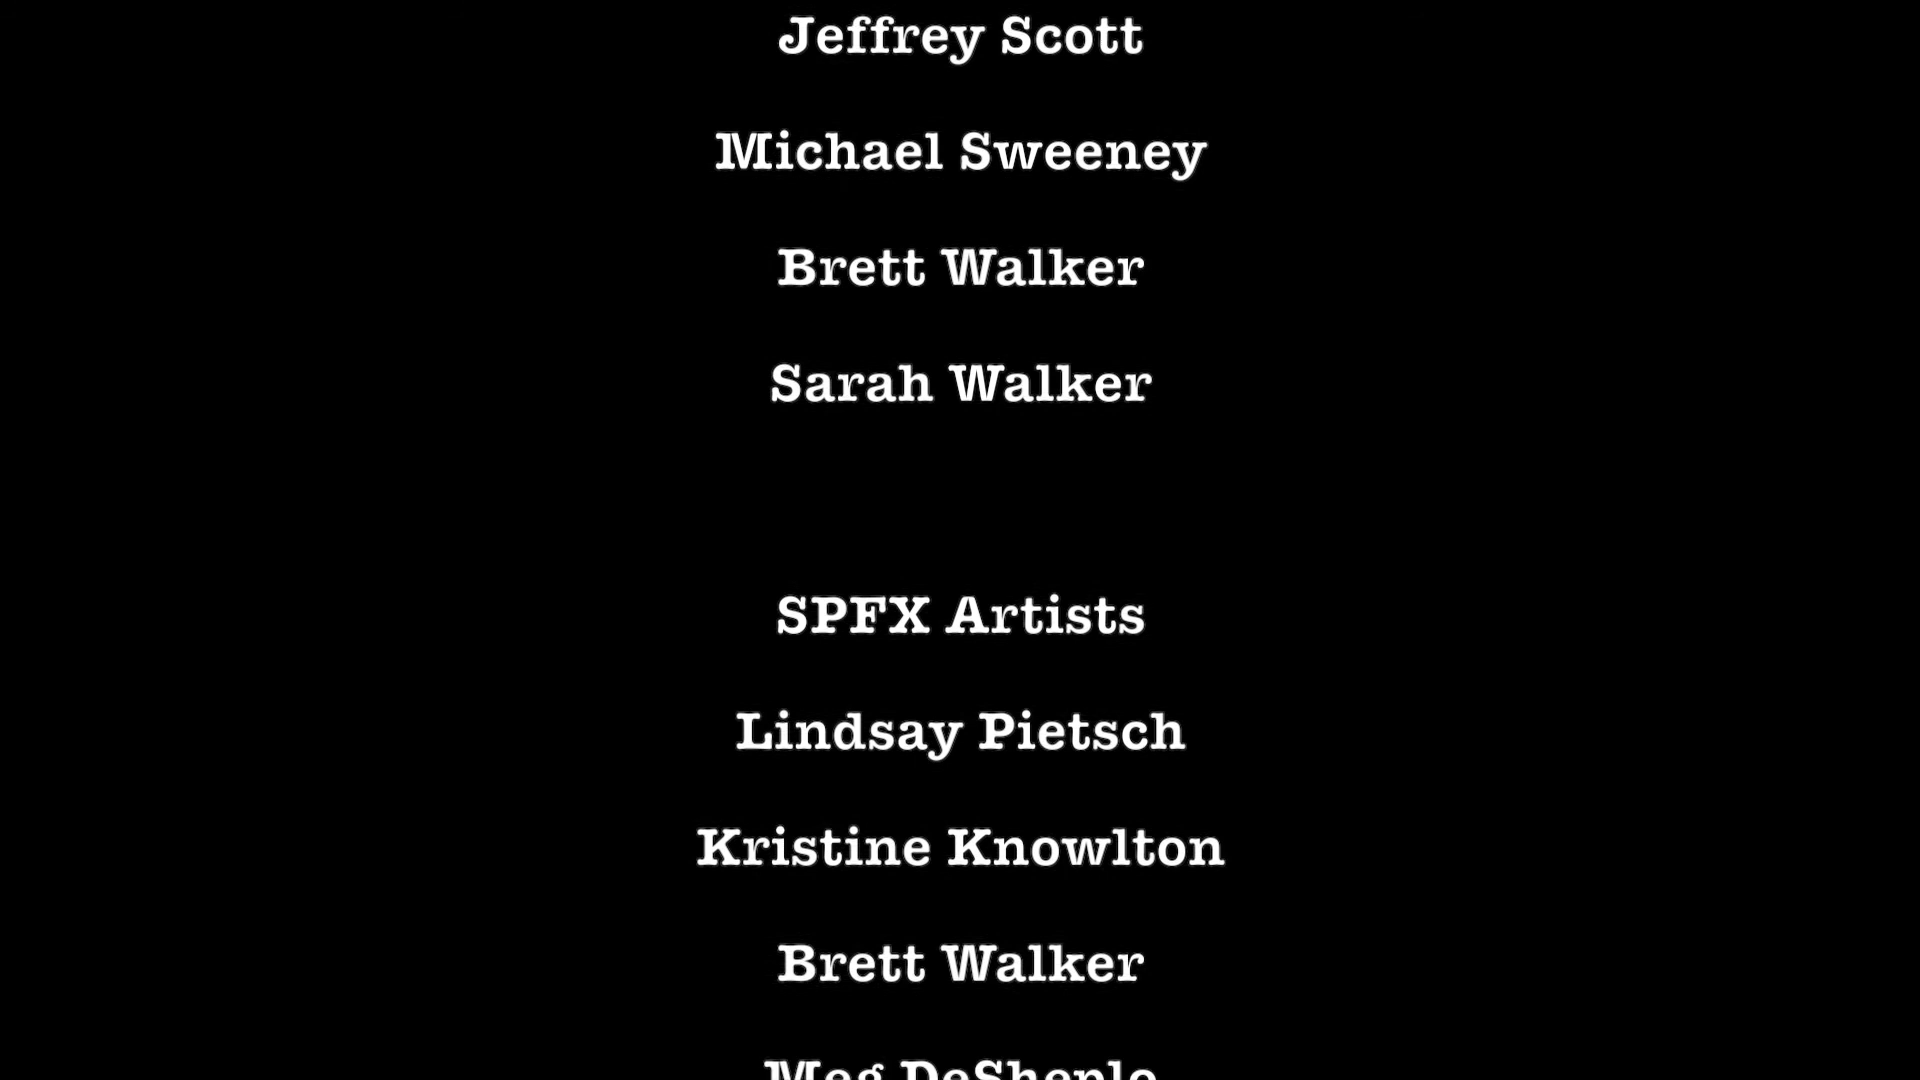 Jeffrey Scott
Michael Sweeney
Brett Walker
Sarah Walker
SPFX Artists
Lindsay Pietsch
Kristine Knowlton
Brett Walker